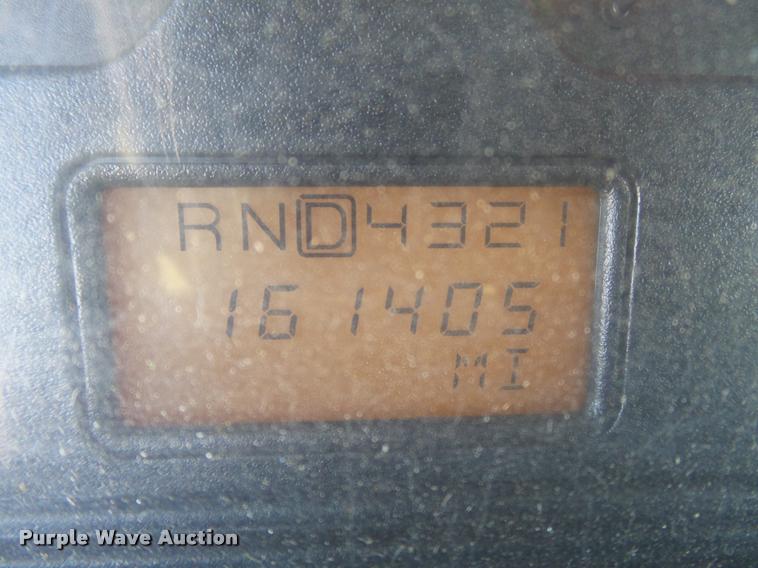 RND4321
161405
MI
Purple Wave Auction